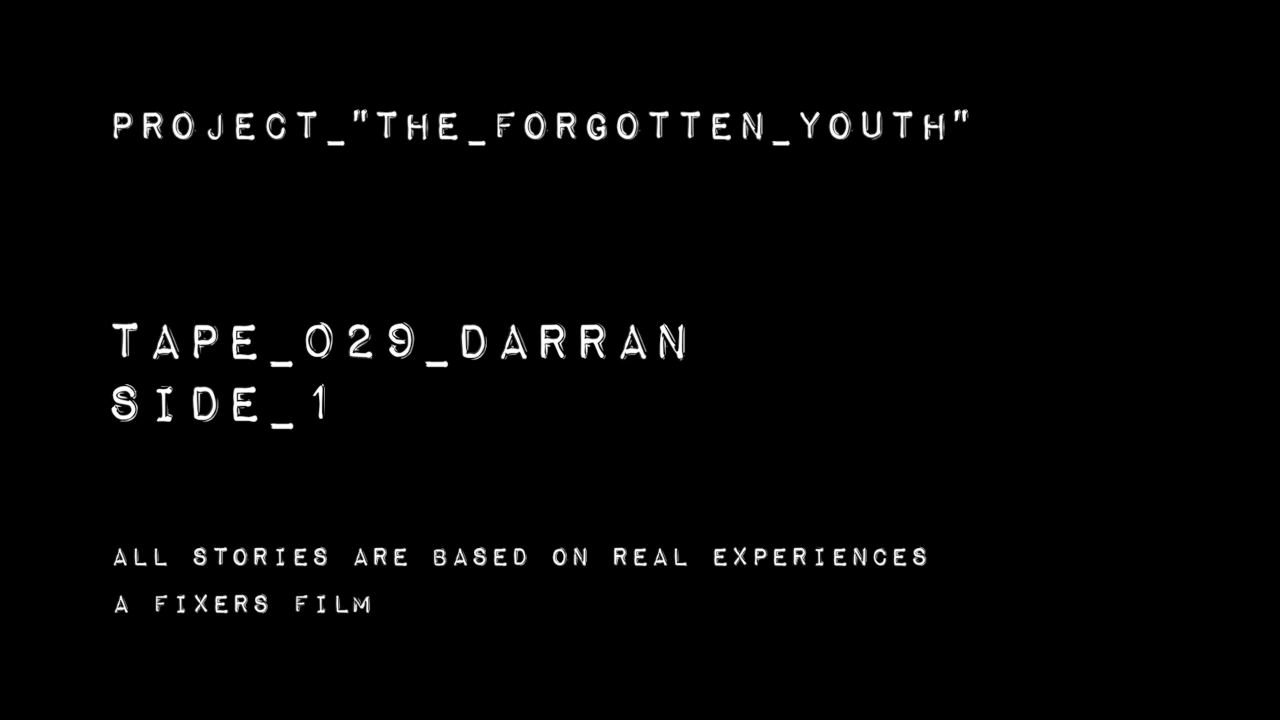 PROJECT_"THE_FORGOTTEN_YOUTH"
TAPE_029_DARRAN
SIDE_1
ALL STORIES ARE BASED ON REAL EXPERIENCES
A FIXERS FILM